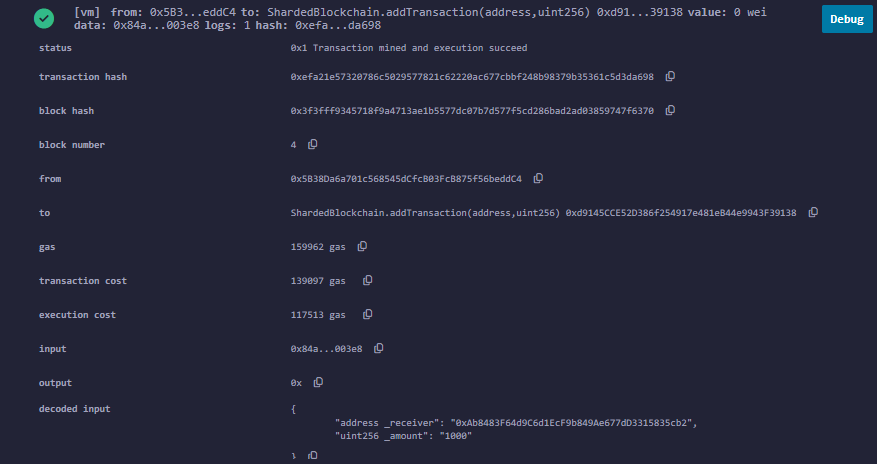 [vm] from: 0x5B3...eddC4 to: ShardedBlockchain.addTransaction(address,uint256) 0xd91...39138 value: 0 wei
data: 0x84a...003e8 logs: 1 hash: 0xefa...da698
Debug
status 0x1 Transaction mined and execution succeed
transaction hash 0xefa21e57320786c5029577821c62220ac677cbbf248b98379b35361c5d3da698
block hash 0x3f3fff9345718f9a4713ae1b5577dc07b7d577f5cd286bad2ad03859747f6370
block number 4
from 0x5B38Da6a701c568545dCfcB03FcB875f56beddC4
to ShardedBlockchain.addTransaction(address,uint256) 0xd9145CCE52D386f254917e481eB44e9943F39138
gas 159962 gas
transaction cost 139097 gas
execution cost 117513 gas
input 0x84a...003e8
output 0x
decoded input {
"address _receiver": "0xAb8483F64d9C6d1EcF9b849Ae677dD3315835cb2",
"uint256 _amount": "1000"
}